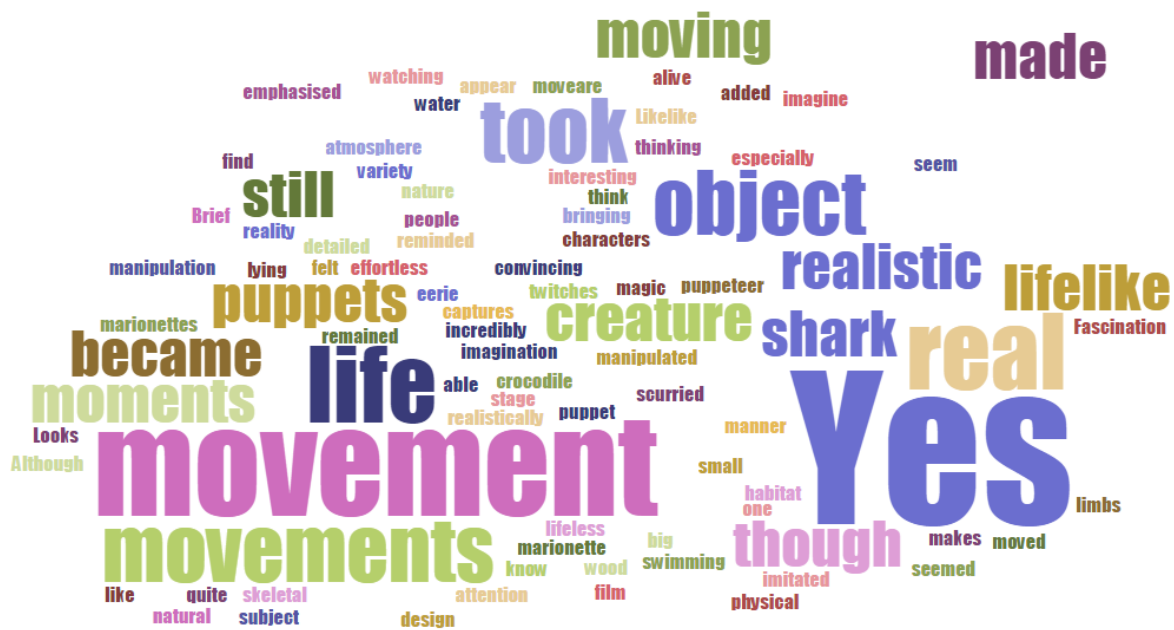 moving made
watching appear moveare alive
emphasised water added imagine
took Likelike
atmosphere thinking
find variety interesting especially seem
still nature think object
Brief people bringing
reality reminded characters
detailed
manipulation lying felt effortless convincing realistic lifelike
puppets eerie twitches magic puppeteer
marionettes captures creature shark Fascination
became remained incredibly real
life imagination manipulated
moments able crocodile scurried
stage
Looks realistically puppet Yes
movement manner
Although small
habitat
one limbs
movements lifeless though makes moved
marionette big
know wood swimming seemed
imitated
like quite skeletal attention film physical
natural subject design